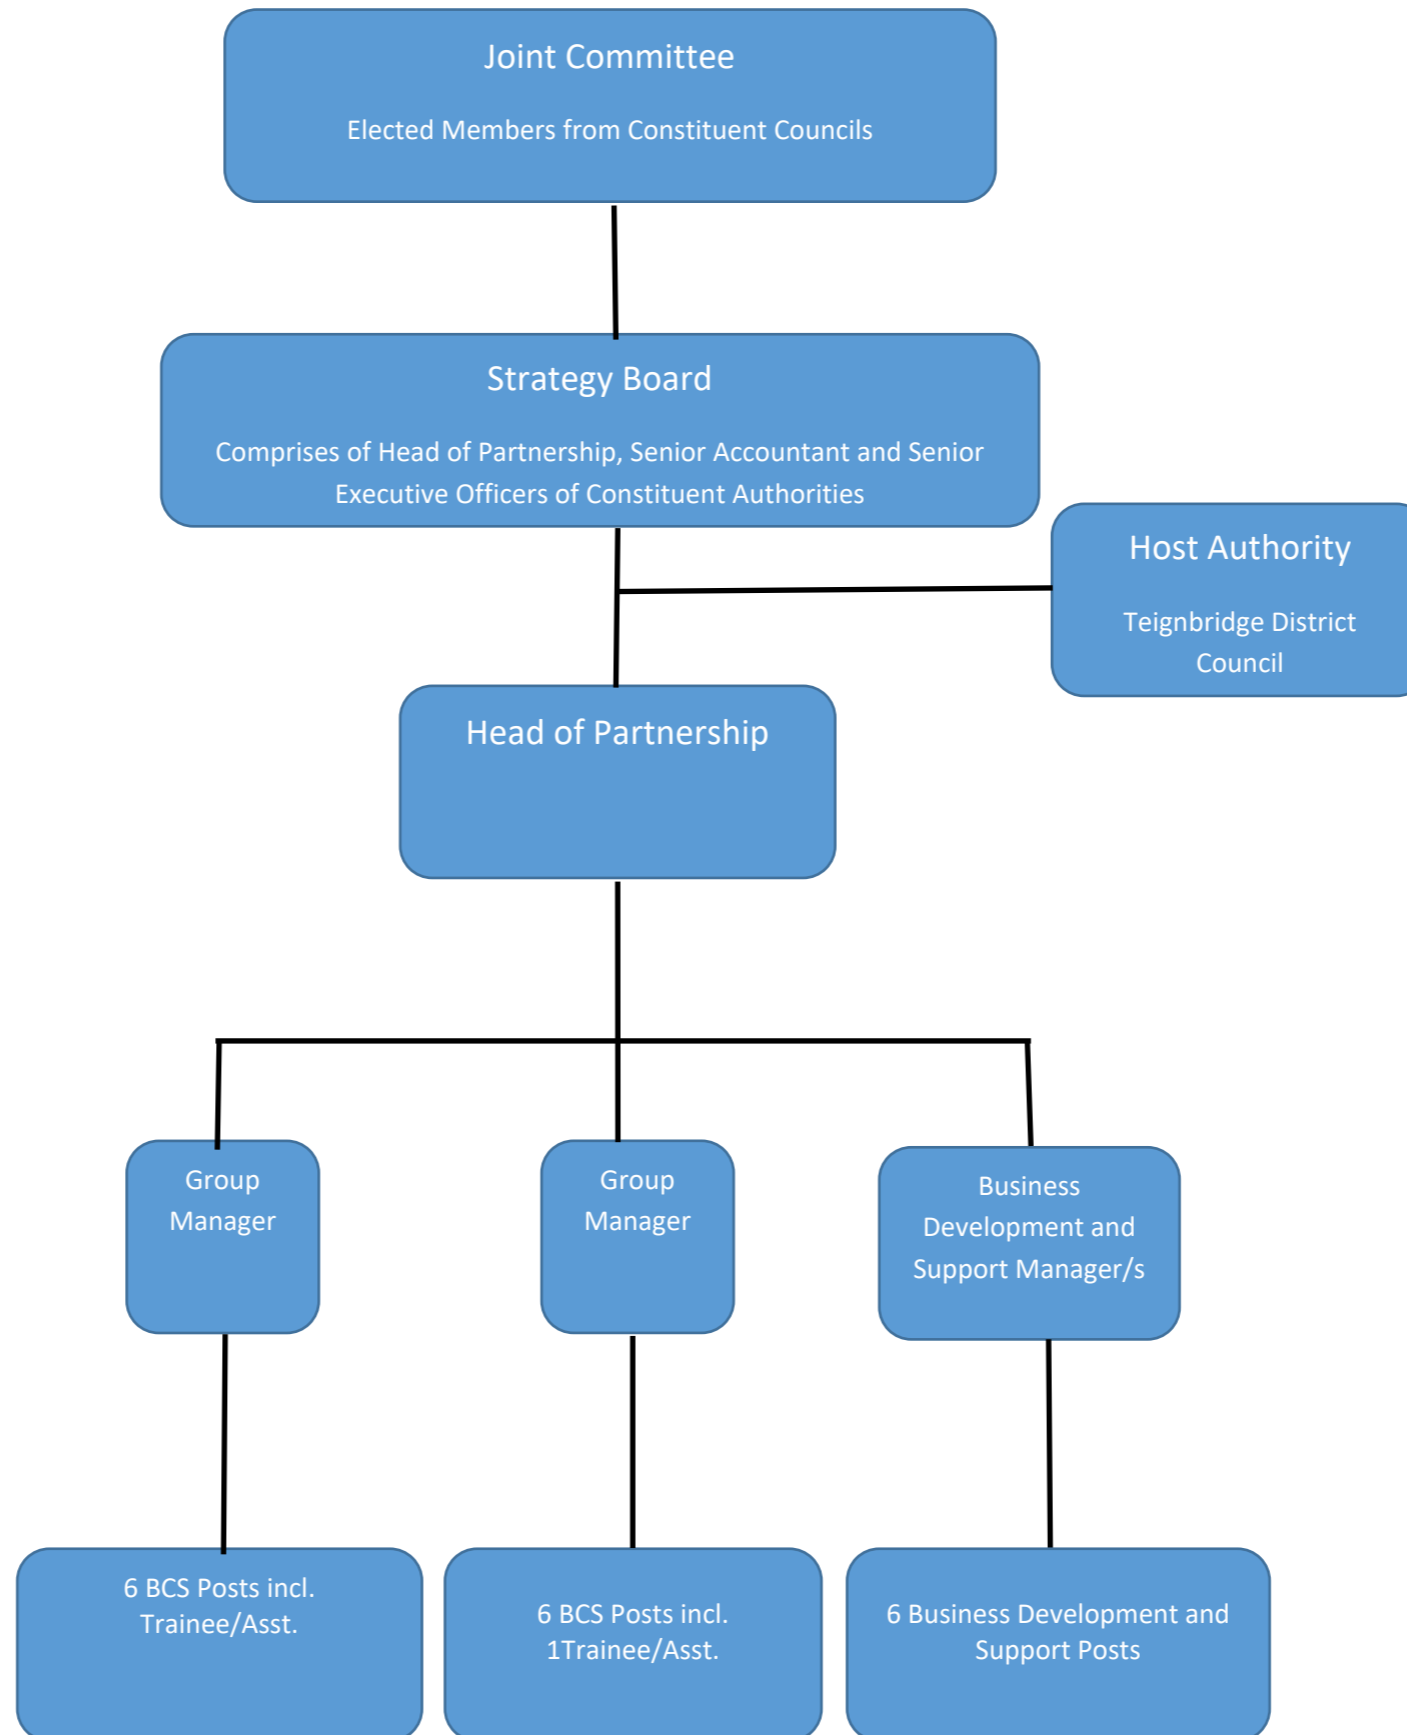 Joint Committee
Elected Members from Constituent Councils
Strategy Board
Comprises of Head of Partnership, Senior Accountant and Senior
Executive Officers of Constituent Authorities
Host Authority
Teignbridge District
Council
Head of Partnership
Group
Manager
Group
Manager
Business
Development and
Support Manager/s
6 BCS Posts incl.
Trainee/Asst.
6 BCS Posts incl.
1Trainee/Asst.
6 Business Development and
Support Posts